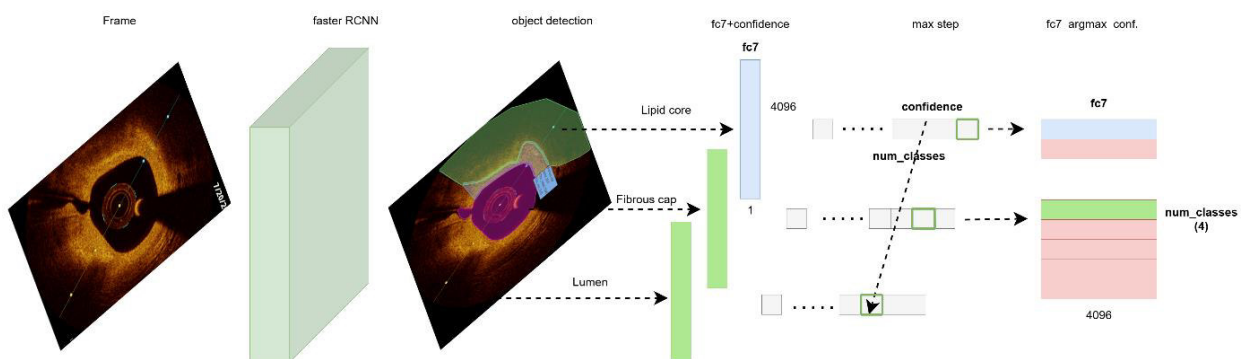 Frame
faster RCNN
object detection
fc7+confidence
max step
fc7 argmax conf.
fc7
Lipid core
4096
confidence
fc7
num_classes
Fibrous cap
1
num_classes
(4)
Lumen
4096